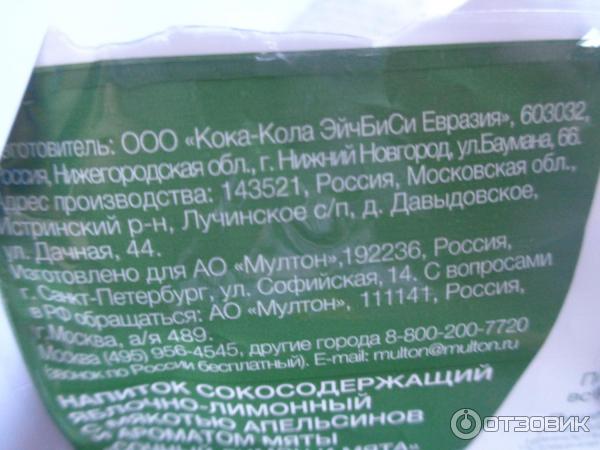 готовитель: ООО «Кока-Кола ЭйчБиСи Евразия», 603032,
оссия, Нижегородская обл., г. Нижний Новгород, ул.Баумана, 66.
Адрес производства: 143521, Россия, Московская обл.,
Истринский р-н, Лучинское с/п, д. Давыдовское,
ул. Дачная, 44.
Изготовлено для АО «Мултон»,192236, Россия,
г. Санкт-Петербург, ул. Софийская, 14. С вопросами
в РФ обращаться: АО «Мултон», 111141, Россия,
г.Москва, а/я 489.
Москва (495) 956-4545, другие города 8-800-200-7720
(звонок по России бесплатный). E-mail: multon@multon.ru
НАПИТОК СОКОСОДЕРЖАЩИЙ
ЯБЛОЧНО-ЛИМОННЫЙ
С МЯКОТЬЮ АПЕЛЬСИНОВ
И АРОМАТОМ МЯТЫ
ОТЗОВИК